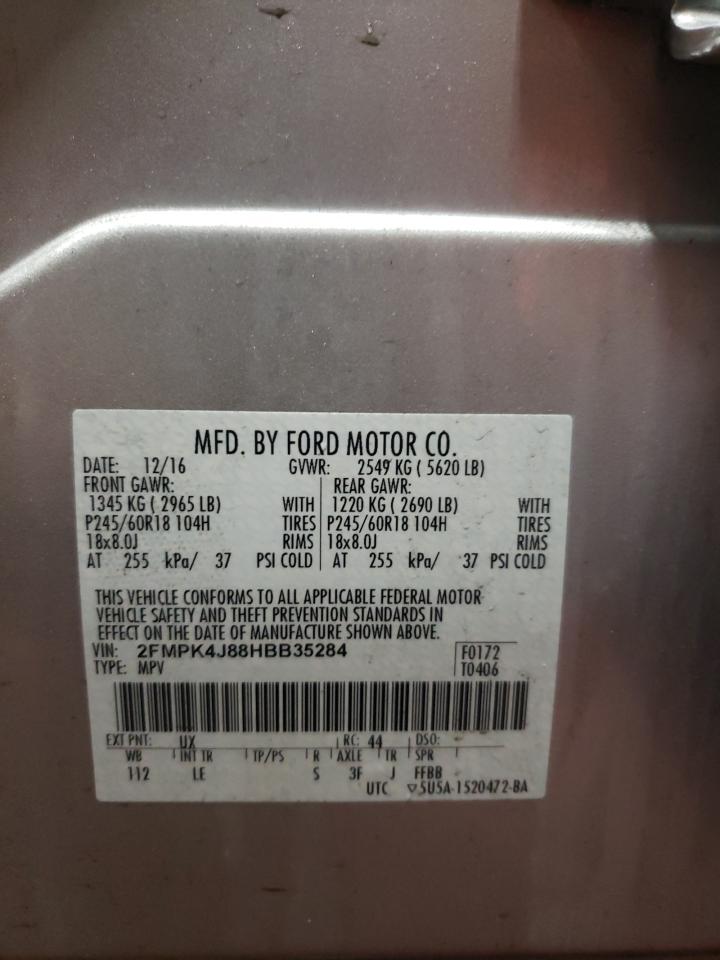 MFD. BY FORD MOTOR CO.
DATE: 12/16 GVWR: 2549 KG ( 5620 LB)
FRONT GAWR: REAR GAWR:
1345 KG ( 2965 LB) WITH 1220 KG ( 2690 LB) WITH
P245/60R18 104H TIRES P245/60R18 104H TIRES
18x8.0J RIMS 18x8.0J RIMS
AT 255 kPa/ 37 PSI COLD AT 255 kPa/ 37 PSI COLD
THIS VEHICLE CONFORMS TO ALL APPLICABLE FEDERAL MOTOR
VEHICLE SAFETY AND THEFT PREVENTION STANDARDS IN
EFFECT ON THE DATE OF MANUFACTURE SHOWN ABOVE.
VIN: 2FMPK4J88HBB35284 F0172
TYPE: MPV T0406
EXT PNT: UX RC: 44 DSO:
WB INT TR TP/PS R AXLE TR SPR
112 LE S 3F J FFBB
UTC ▽5U5A-1520472-BA